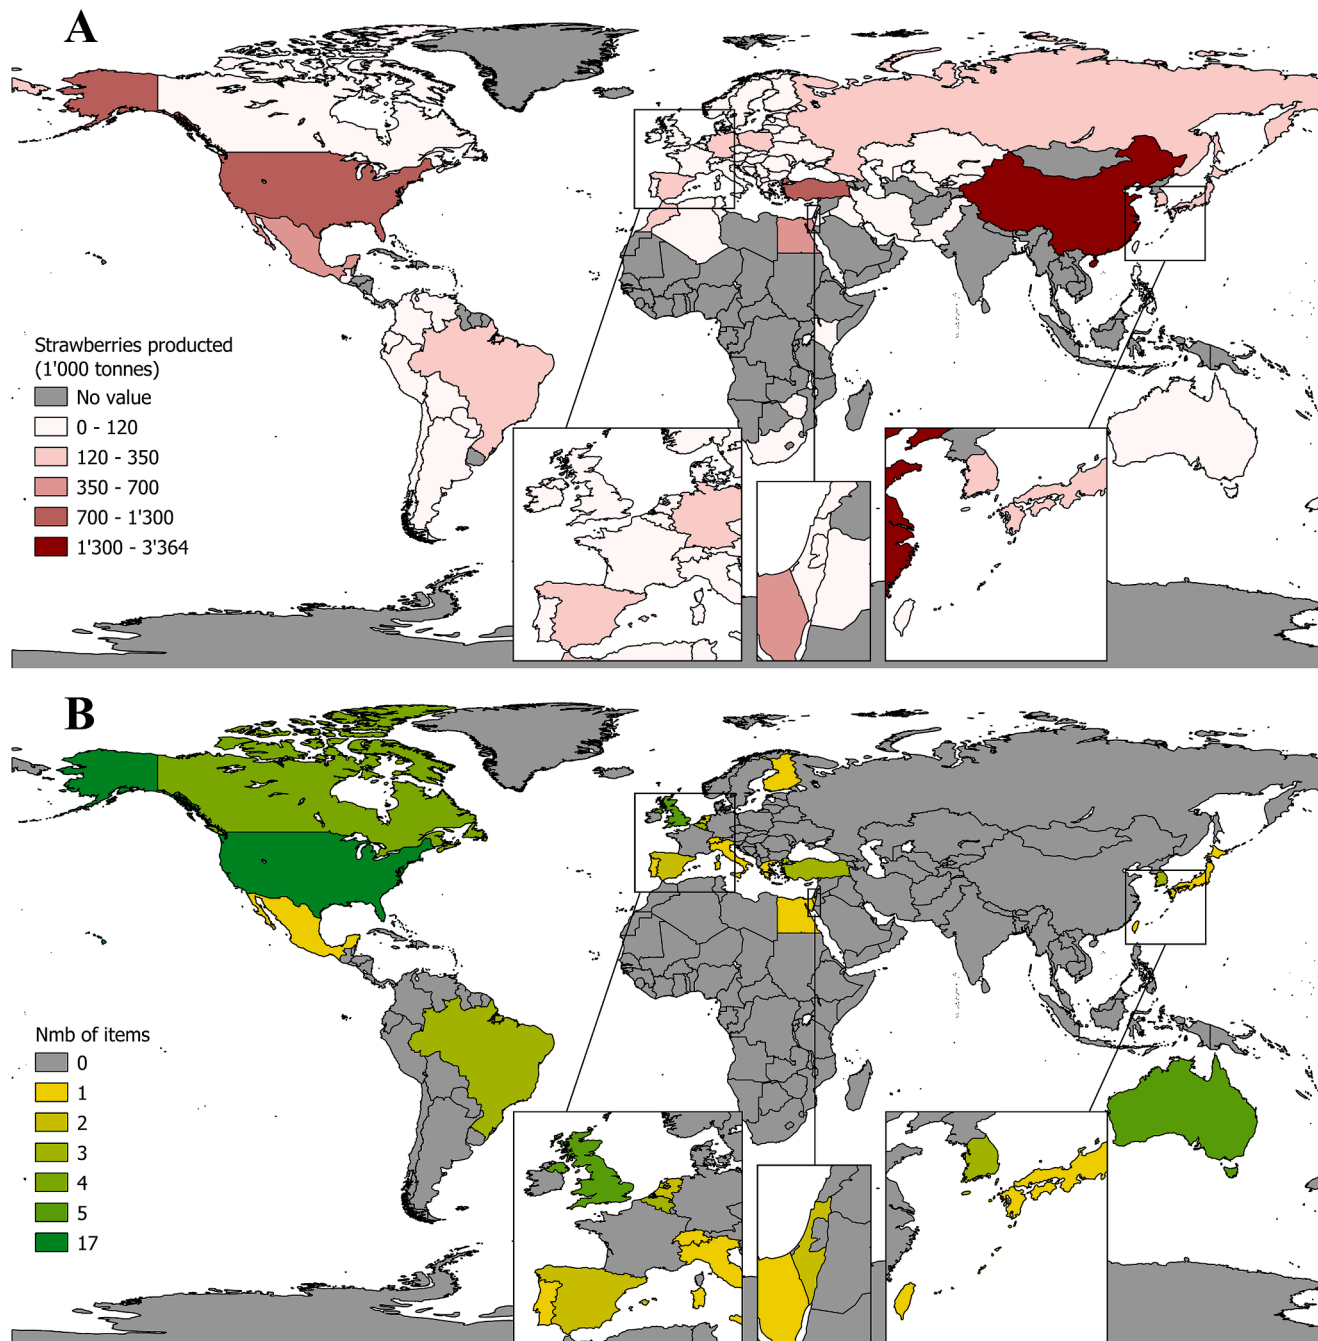 A
Strawberries producted
(1'000 tonnes)
No value
0 - 120
120 - 350
350 - 700
700 - 1'300
1'300 - 3'364
B
Nmb of items
0
1
2
3
4
5
17